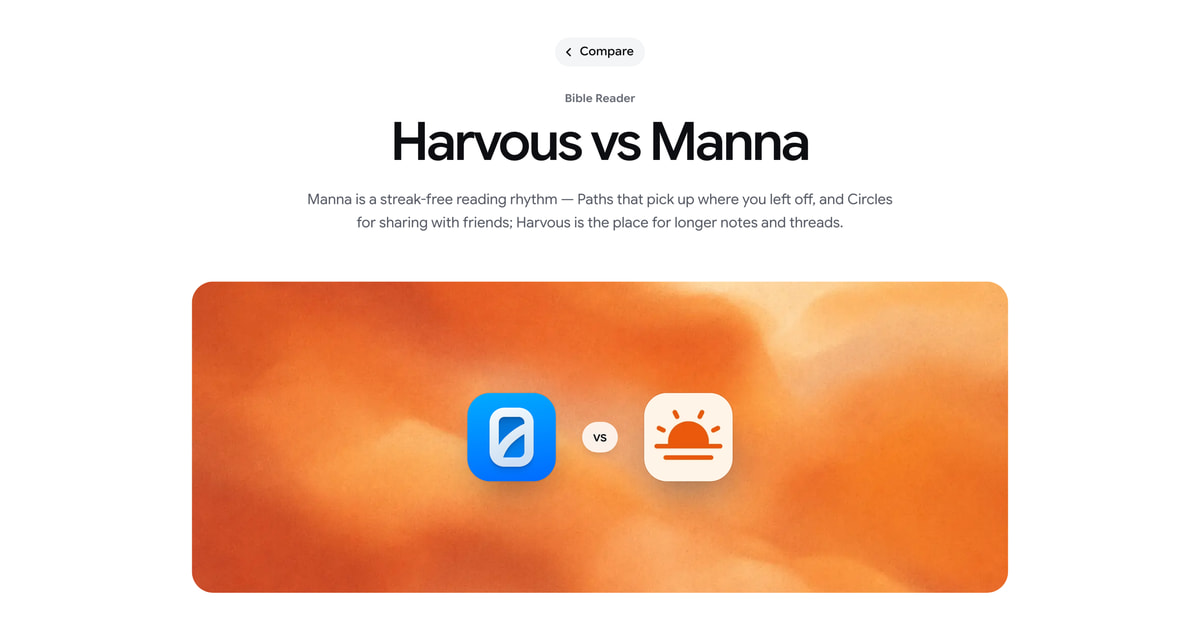 Compare
Bible Reader
Harvous vs Manna
Manna is a streak-free reading rhythm — Paths that pick up where you left off, and Circles
for sharing with friends; Harvous is the place for longer notes and threads.
vs